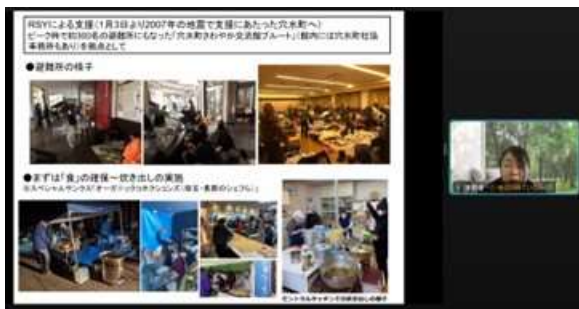 RSYによる支援（1月3日より2007年の地震で支援にあたった穴水町へ）
ピーク時で約300名の避難所にもなった「穴水町さわやか交流館プルート」（館内には穴水町社協
事務所もあり）を拠点として
●避難所の様子
●まずは「食」の確保～炊き出しの実施
セントラルキッチンでの炊き出しの様子